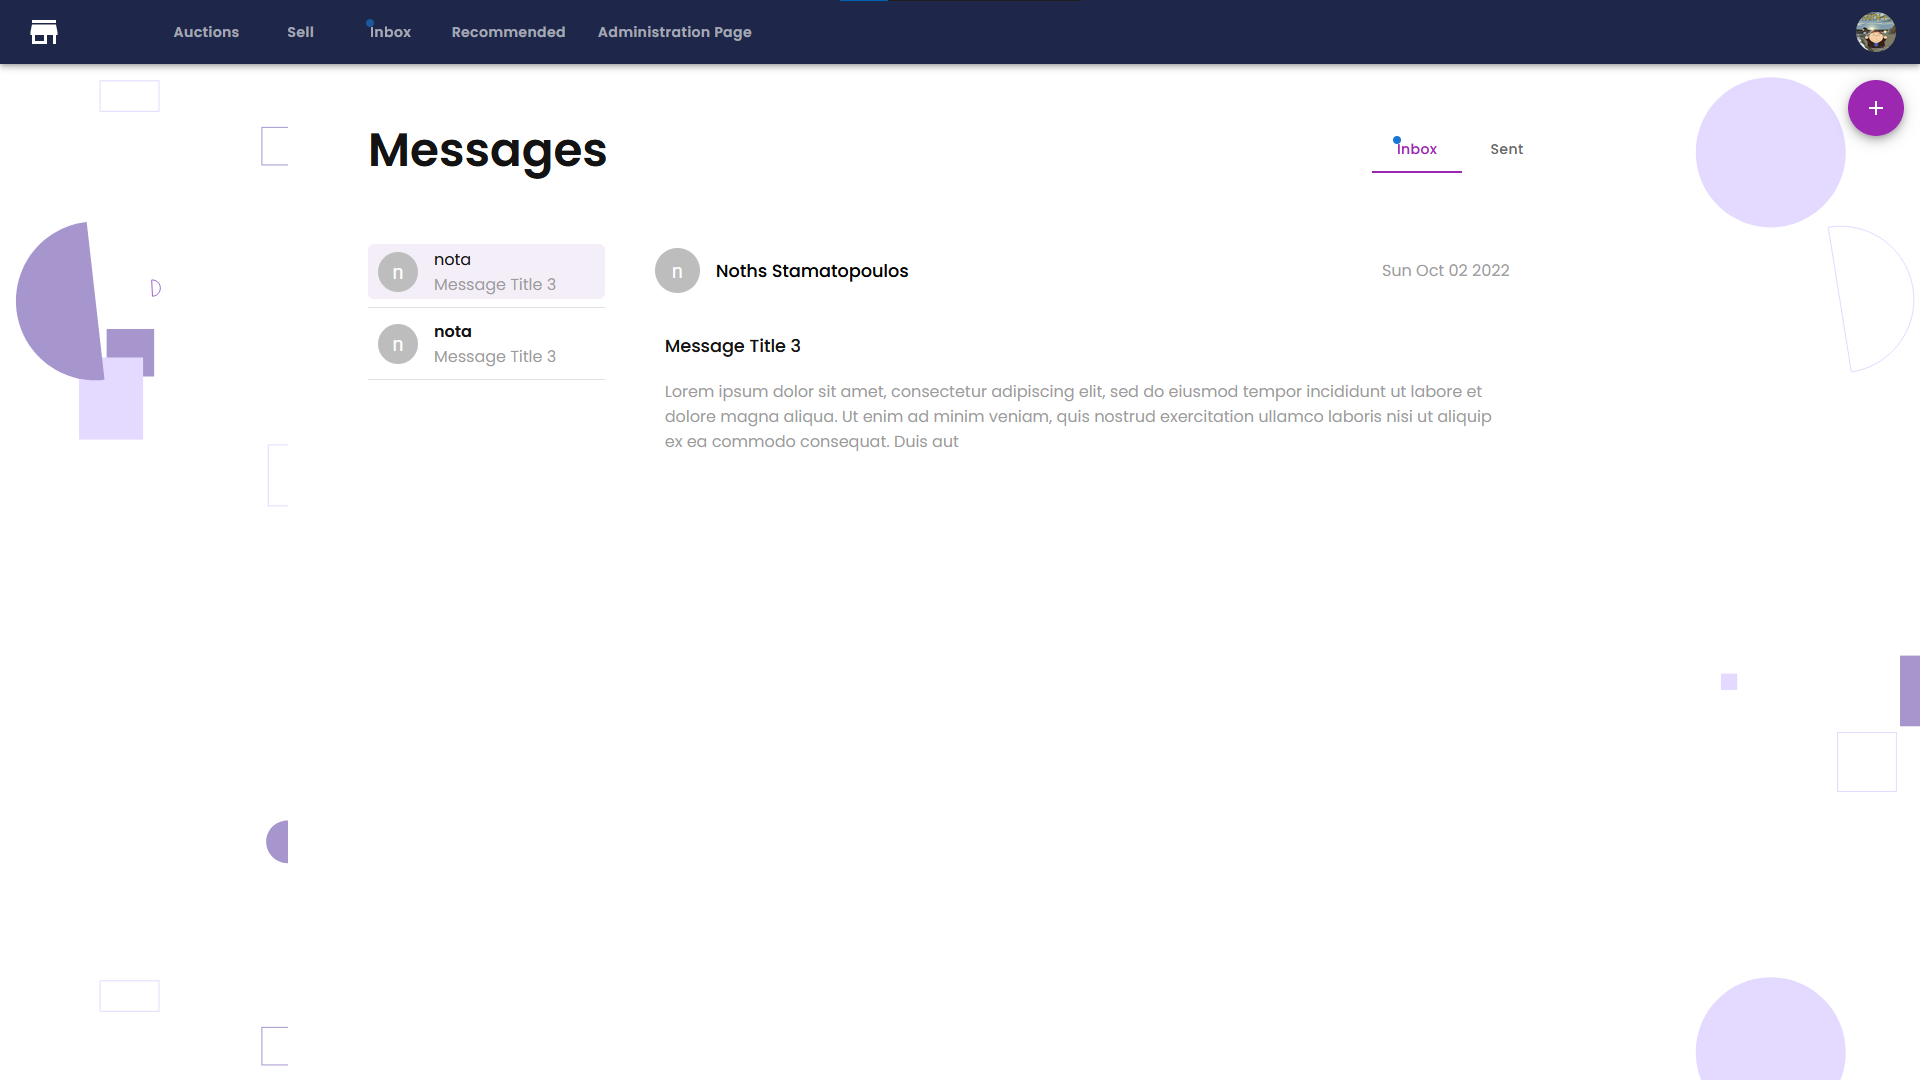 Auctions Sell Inbox Recommended Administration Page
Messages
Inbox Sent
n nota
Message Title 3
n nota
Message Title 3
n Noths Stamatopoulos Sun Oct 02 2022
Message Title 3
Lorem ipsum dolor sit amet, consectetur adipiscing elit, sed do eiusmod tempor incididunt ut labore et
dolore magna aliqua. Ut enim ad minim veniam, quis nostrud exercitation ullamco laboris nisi ut aliquip
ex ea commodo consequat. Duis aut